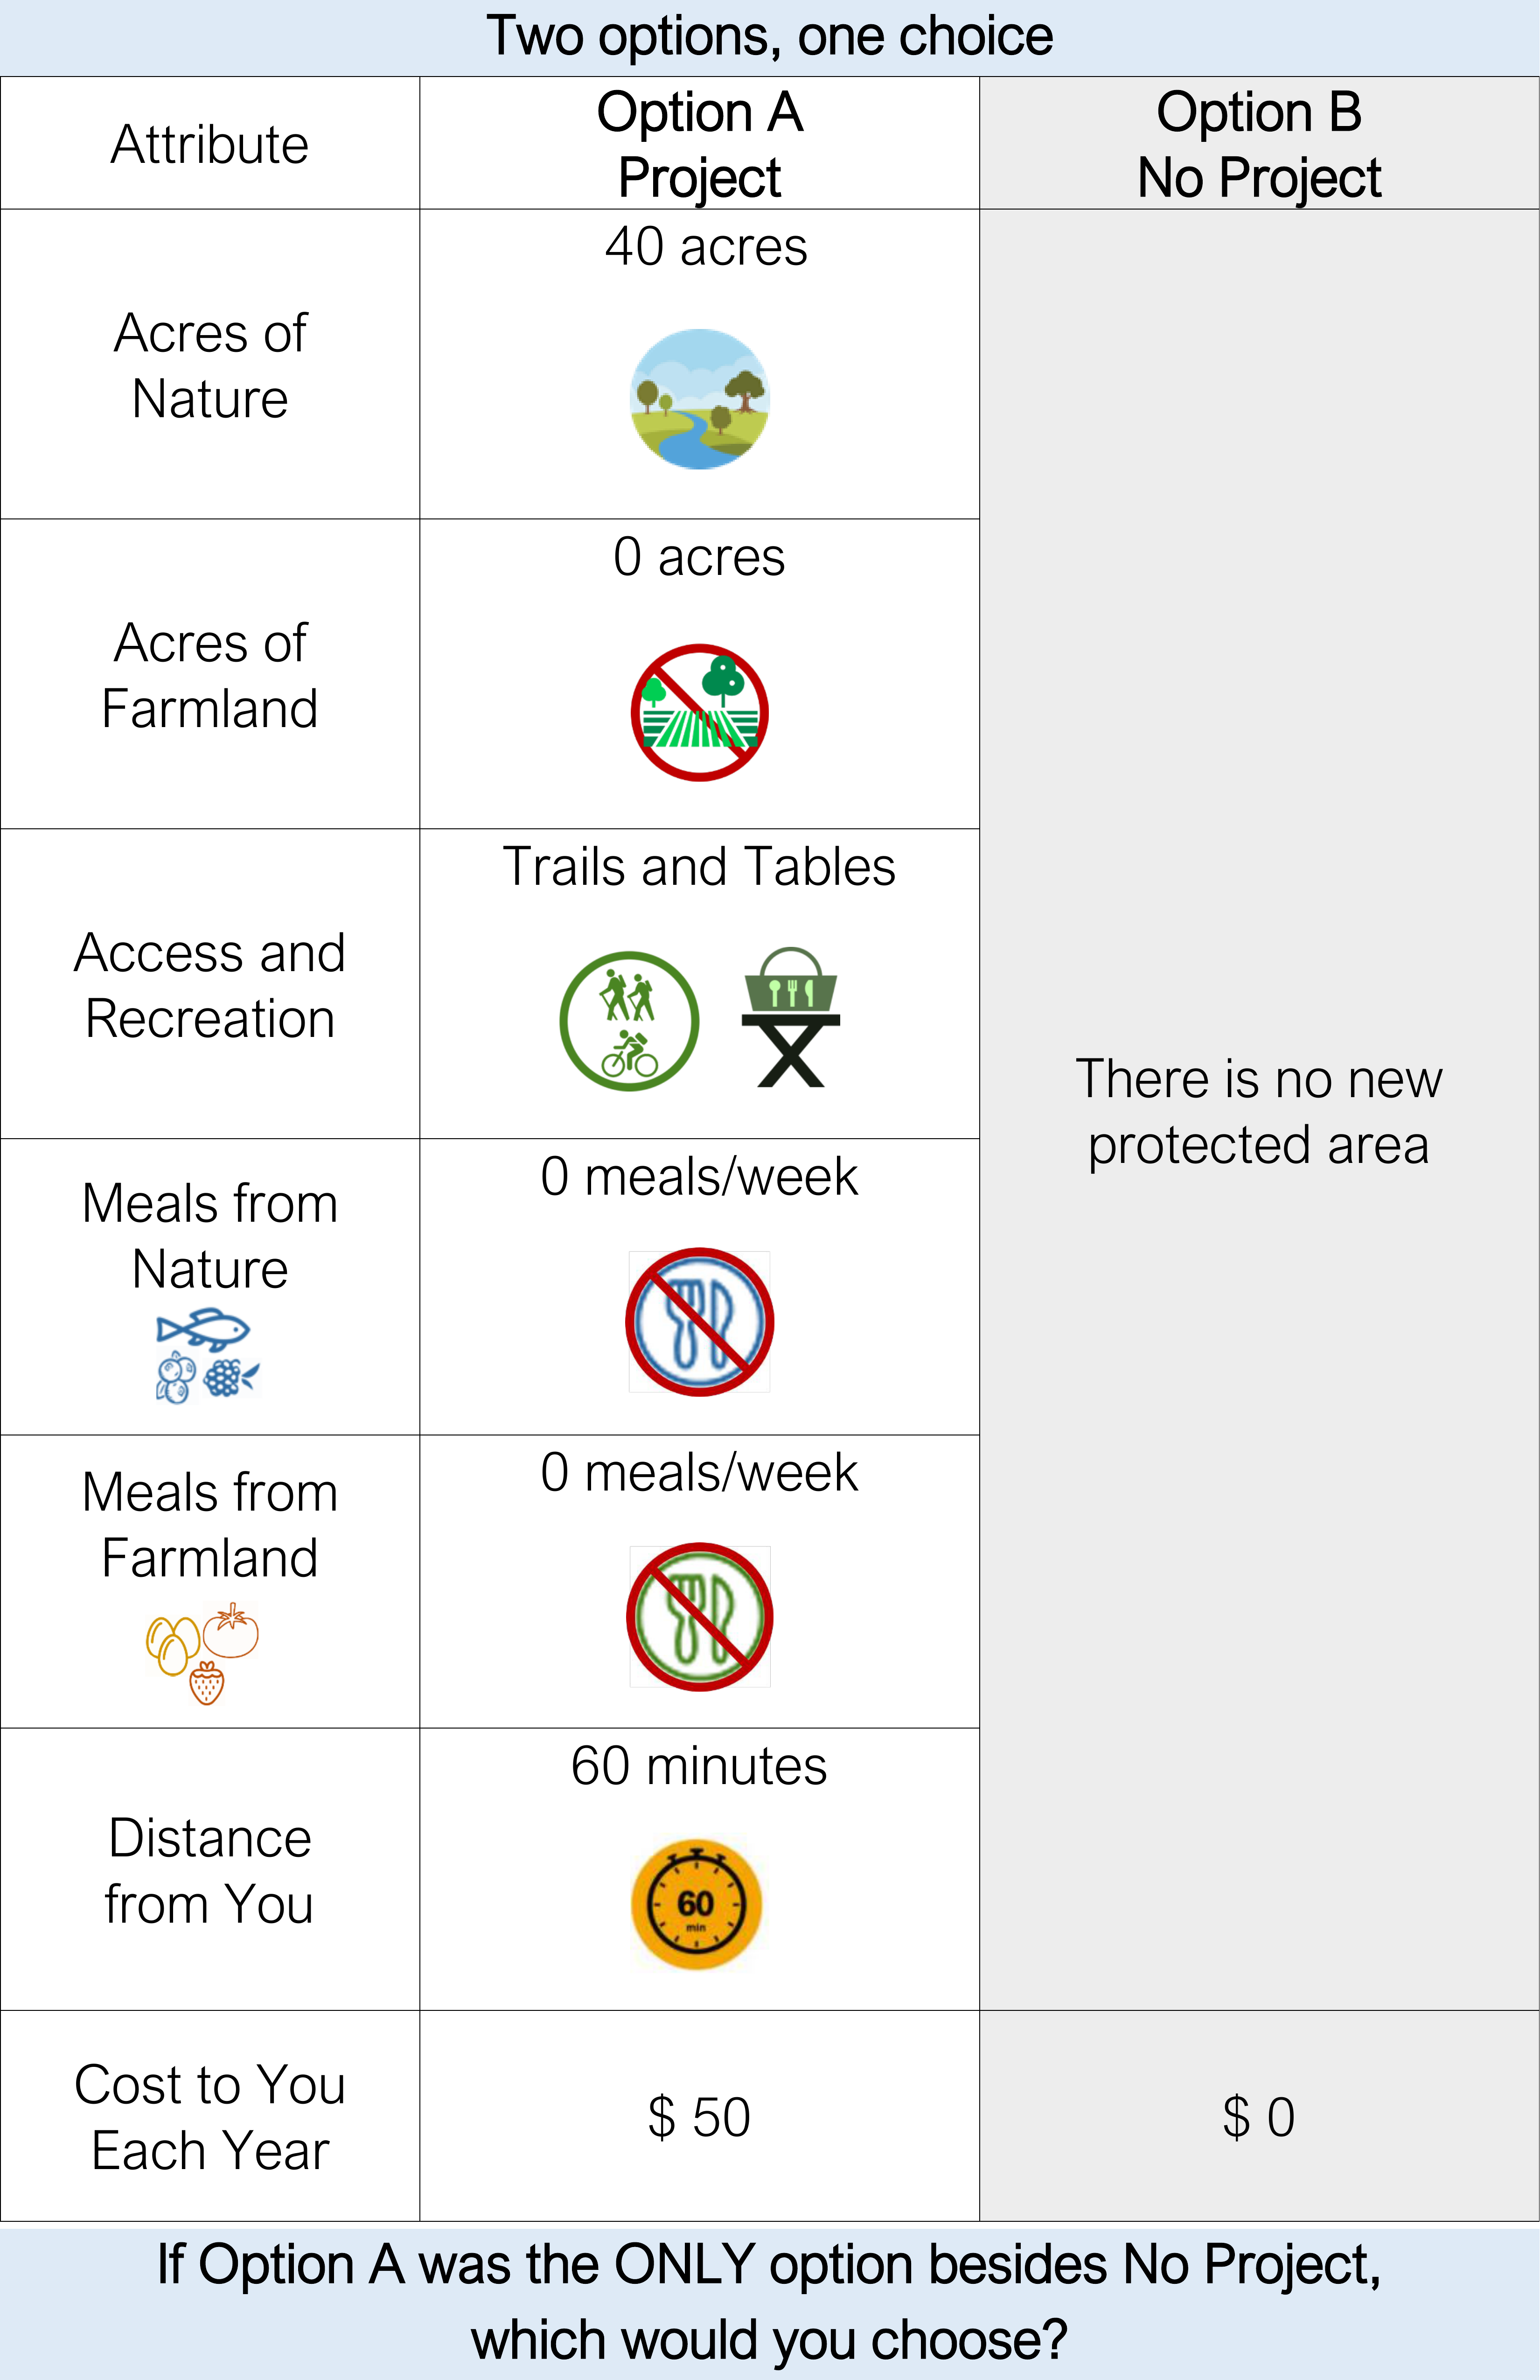 Two options, one choice
Attribute
Option A
Project
Option B
No Project
Acres of
Nature
40 acres
Acres of
Farmland
0 acres
Access and
Recreation
Trails and Tables
There is no new
protected area
Meals from
Nature
0 meals/week
Meals from
Farmland
0 meals/week
Distance
from You
60 minutes
60
min
Cost to You
Each Year
$ 50
$ 0
If Option A was the ONLY option besides No Project,
which would you choose?